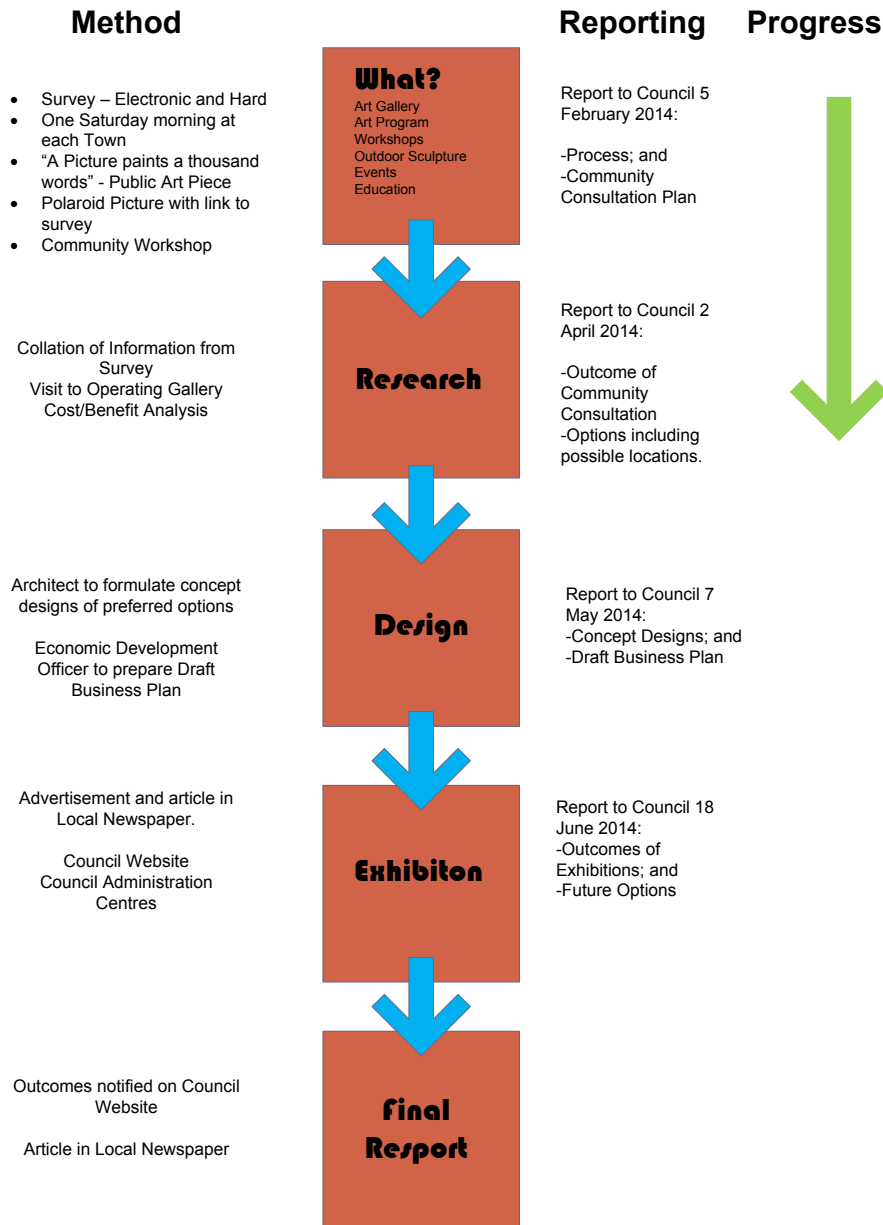 Method
Reporting
Progress
• Survey – Electronic and Hard
• One Saturday morning at
each Town
• “A Picture paints a thousand
words” - Public Art Piece
• Polaroid Picture with link to
survey
• Community Workshop
What?
Art Gallery
Art Program
Workshops
Outdoor Sculpture
Events
Education
Report to Council 5
February 2014:
-Process; and
-Community
Consultation Plan
Collation of Information from
Survey
Visit to Operating Gallery
Cost/Benefit Analysis
Research
Report to Council 2
April 2014:
-Outcome of
Community
Consultation
-Options including
possible locations.
Architect to formulate concept
designs of preferred options
Economic Development
Officer to prepare Draft
Business Plan
Design
Report to Council 7
May 2014:
-Concept Designs; and
-Draft Business Plan
Advertisement and article in
Local Newspaper.
Council Website
Council Administration
Centres
Exhibiton
Report to Council 18
June 2014:
-Outcomes of
Exhibitions; and
-Future Options
Outcomes notified on Council
Website
Article in Local Newspaper
Final
Resport